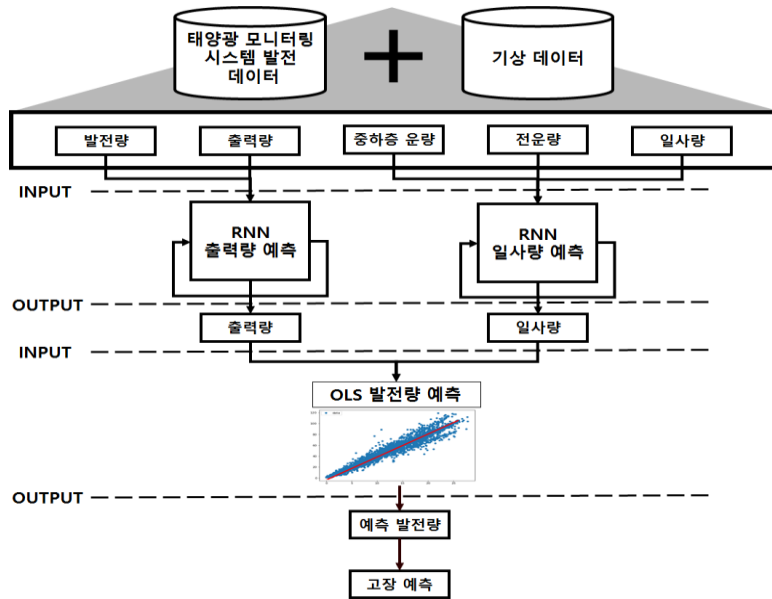 태양광 모니터링
시스템 발전
데이터
기상 데이터
발전량
출력량
중하층 운량
전운량
일사량
INPUT
RNN
출력량 예측
RNN
일사량 예측
OUTPUT
출력량
일사량
INPUT
OLS 발전량 예측
OUTPUT
예측 발전량
고장 예측